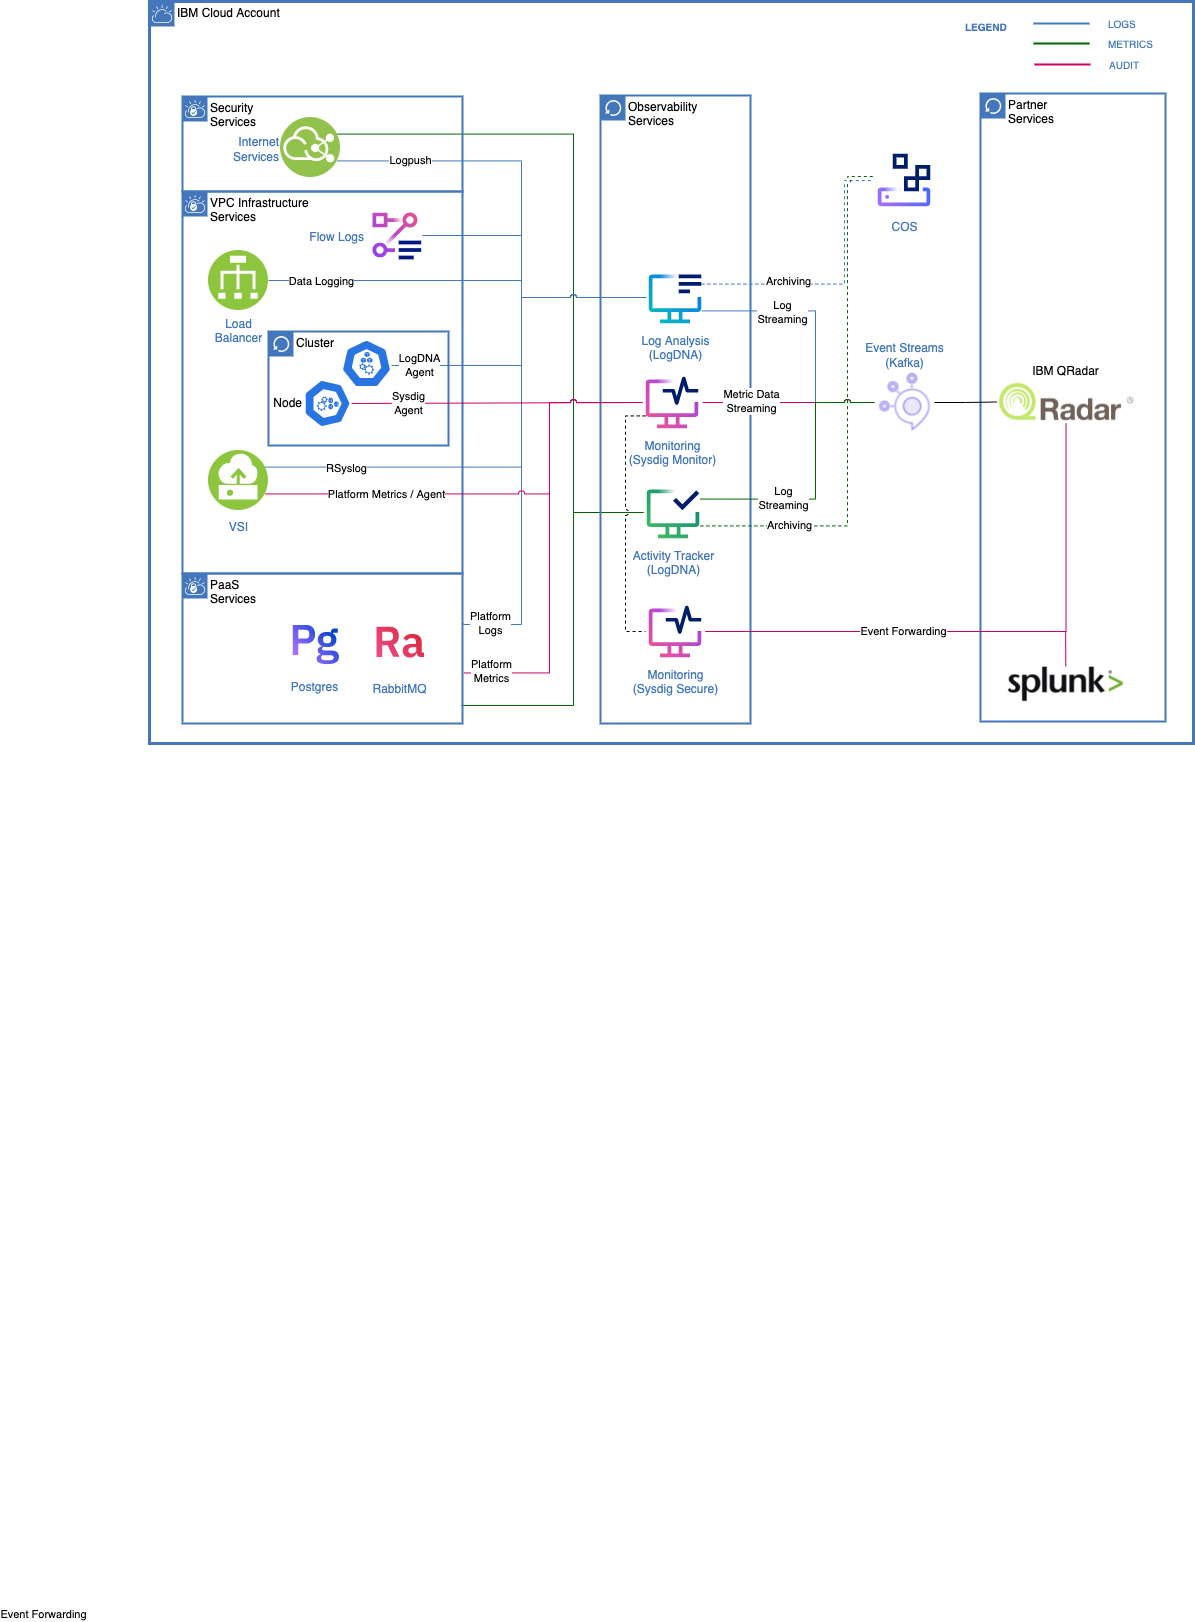 IBM Cloud Account
LEGEND
LOGS
METRICS
AUDIT
Security
Services
Internet
Services
Logpush
VPC Infrastructure
Services
Flow Logs
Data Logging
Load
Balancer
Cluster
LogDNA
Agent
Node
Sysdig
Agent
RSyslog
Platform Metrics / Agent
VSI
PaaS
Services
Pg
Ra
Postgres
RabbitMQ
Platform
Logs
Platform
Metrics
Observability
Services
Log Analysis
(LogDNA)
Monitoring
(Sysdig Monitor)
Activity Tracker
(LogDNA)
Monitoring
(Sysdig Secure)
Archiving
Log
Streaming
Metric Data
Streaming
Log
Streaming
Archiving
Event Forwarding
COS
Event Streams
(Kafka)
Partner
Services
IBM QRadar
QRadar ®
splunk>
Event Forwarding